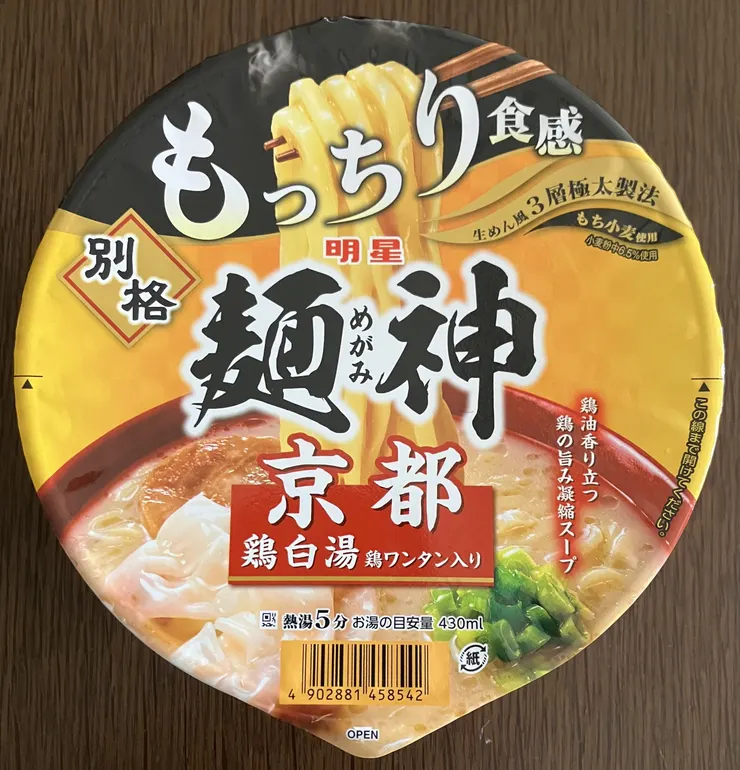 もっちり食感
生めん風3層極太製法
もち小麦使用
小麦粉中6.5%使用
別格
明星
麺神
めがみ
京都
鶏白湯 鶏ワンタン入り
鶏油香り立つ
鶏の旨み凝縮スープ
この線まで開けてください。
熱湯5分 お湯の目安量 430ml
紙
4 902881 458542
OPEN